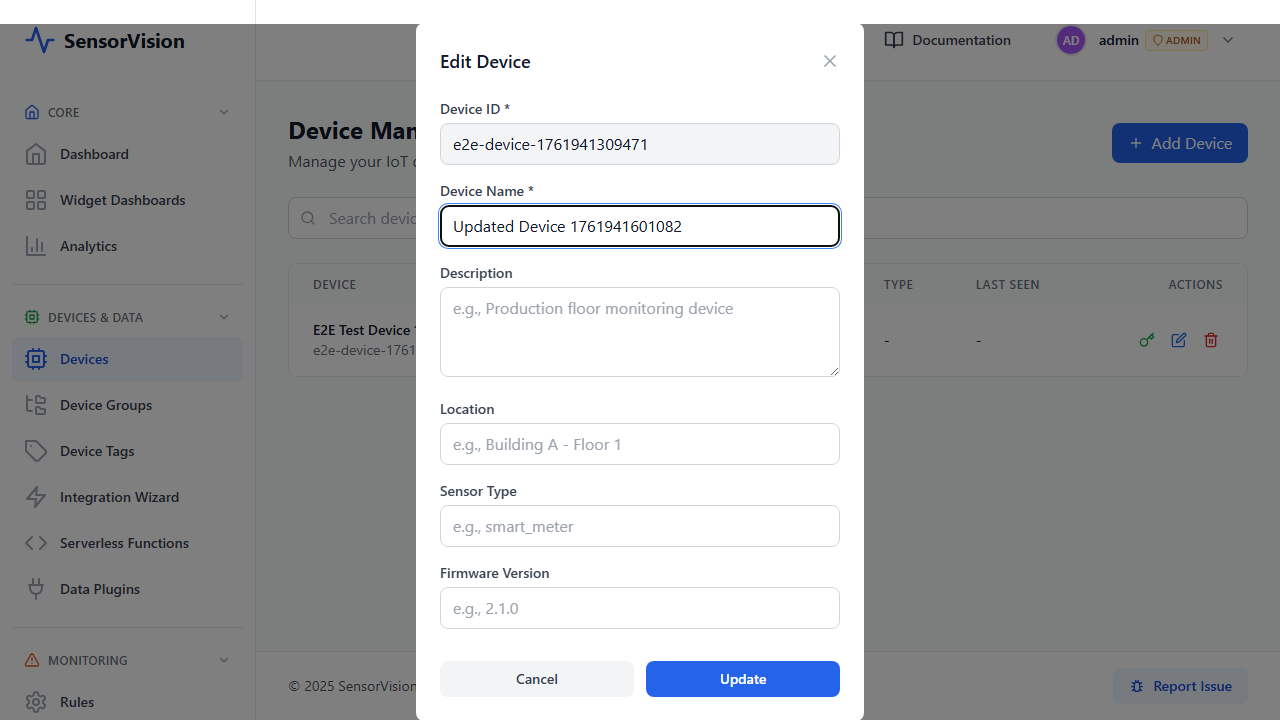 SensorVision
Documentation
AD
admin
ADMIN
CORE
Dashboard
Widget Dashboards
Analytics
DEVICES & DATA
Devices
Device Groups
Device Tags
Integration Wizard
Serverless Functions
Data Plugins
MONITORING
Rules
Device Man
Manage your IoT
Add Device
Search devic
DEVICE
TYPE
LAST SEEN
ACTIONS
E2E Test Device
e2e-device-1761
-
-
© 2025 SensorVision
Report Issue
Edit Device
Device ID *
e2e-device-1761941309471
Device Name *
Updated Device 1761941601082
Description
e.g., Production floor monitoring device
Location
e.g., Building A - Floor 1
Sensor Type
e.g., smart_meter
Firmware Version
e.g., 2.1.0
Cancel
Update